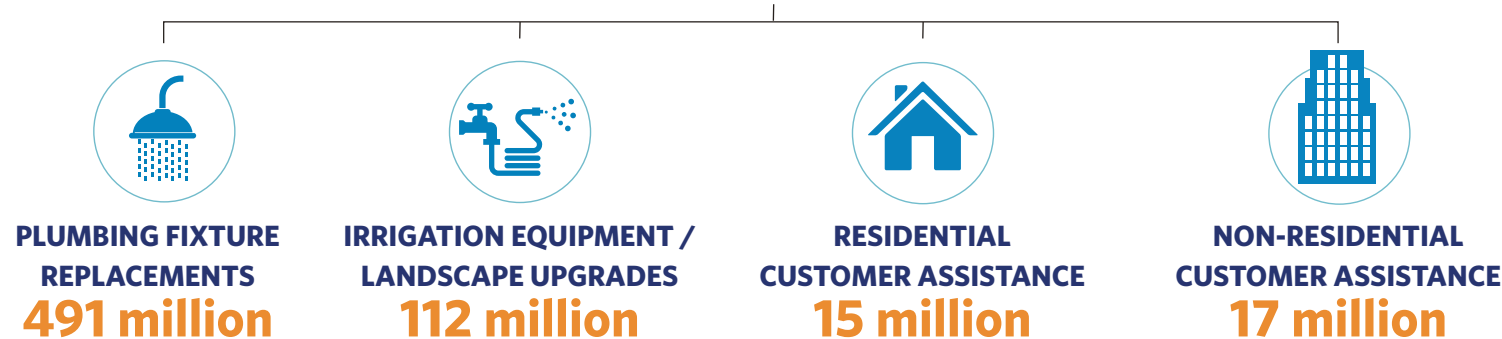 PLUMBING FIXTURE
REPLACEMENTS
491 million
IRRIGATION EQUIPMENT /
LANDSCAPE UPGRADES
112 million
RESIDENTIAL
CUSTOMER ASSISTANCE
15 million
NON-RESIDENTIAL
CUSTOMER ASSISTANCE
17 million